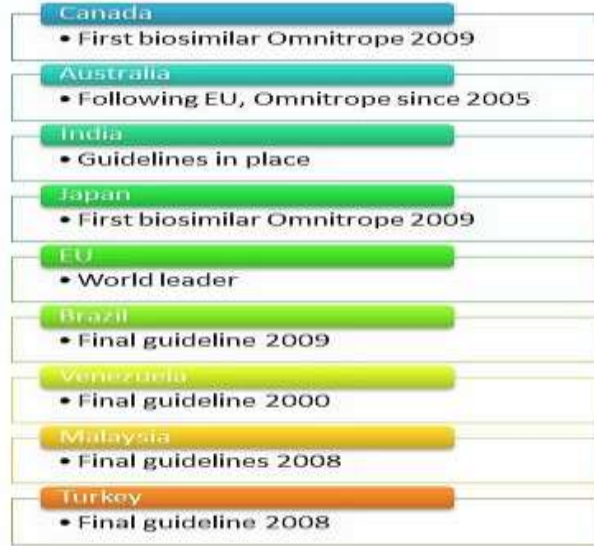 Canada
• First biosimilar Omnitrope 2009
Australia
• Following EU, Omnitrope since 2005
India
• Guidelines in place
Japan
• First biosimilar Omnitrope 2009
EU
• World leader
Brazil
• Final guideline 2009
Venezuela
• Final guideline 2000
Malaysia
• Final guidelines 2008
Turkey
• Final guideline 2008